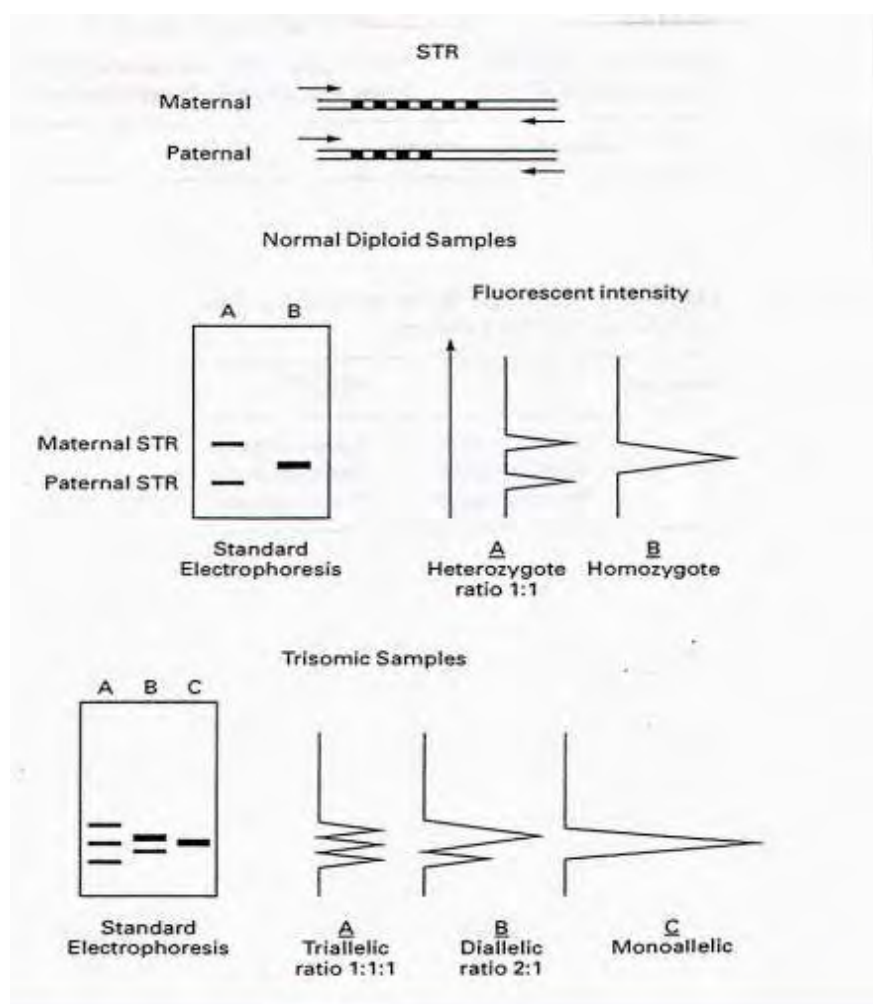 STR
Maternal
Paternal
Normal Diploid Samples
Fluorescent intensity
A B
Maternal STR
Paternal STR
Standard
Electrophoresis
A
Heterozygote
ratio 1:1
B
Homozygote
Trisomic Samples
A B C
Standard
Electrophoresis
A
Triallelic
ratio 1:1:1
B
Diallelic
ratio 2:1
C
Monoallelic